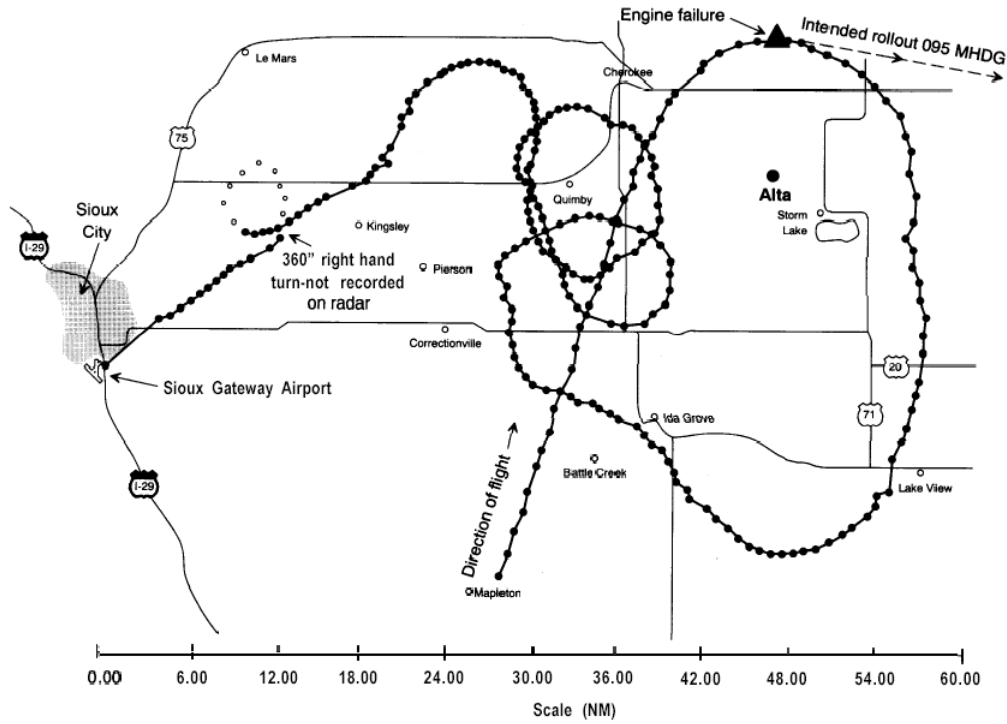 Engine failure
Intended rollout 095 MHDG
Le Mars
Cherokee
75
Alta
Quimby
Storm
Lake
Sioux
City
I-29
Kingsley
360" right hand
turn-not recorded
on radar
Pierson
Correctionville
Sioux Gateway Airport
20
71
Ida Grove
Direction of flight
Battle Creek
Lake View
I-29
Mapleton
0.00 6.00 12.00 18.00 24.00 30.00 36.00 42.00 48.00 54.00 60.00
Scale (NM)